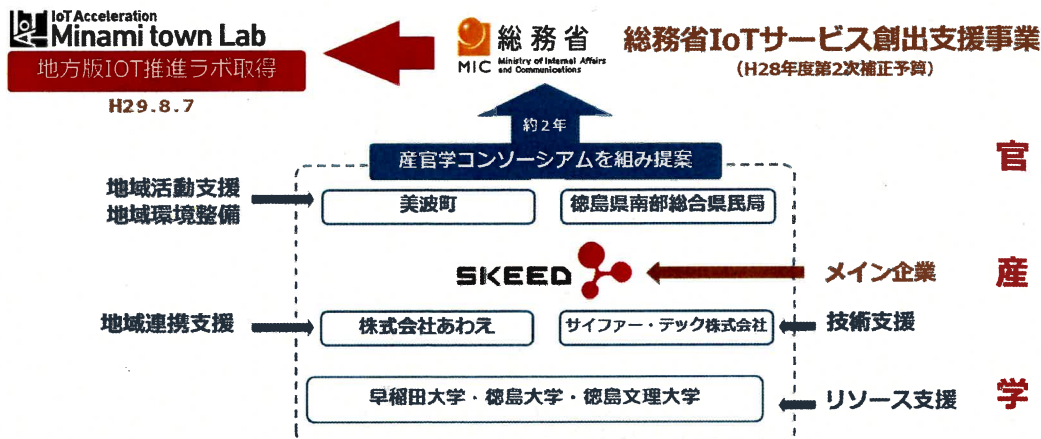 IoT Acceleration
Minami town Lab
地方版IOT推進ラボ取得
H29.8.7
総務省
MIC Ministry of Internal Affairs and Communications
総務省IoTサービス創出支援事業
(H28年度第2次補正予算)
約2年
産官学コンソーシアムを組み提案
官
地域活動支援
地域環境整備
美波町
徳島県南部総合県民局
SKEED
メイン企業
産
地域連携支援
株式会社あわえ
サイファー・テック株式会社
技術支援
早稲田大学・徳島大学・徳島文理大学
リソース支援
学